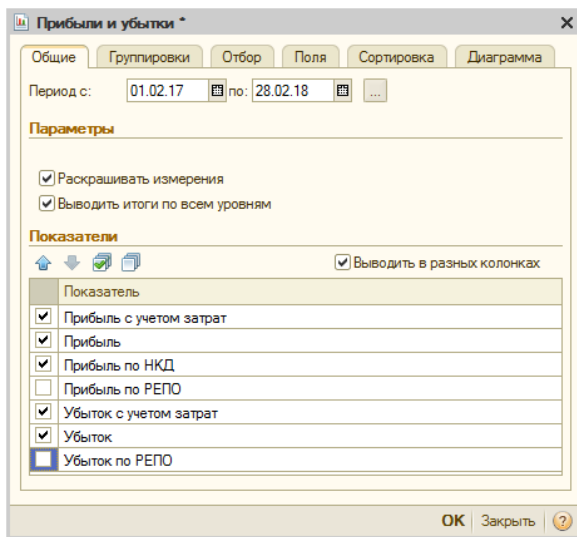 Прибыли и убытки *
Общие Группировки Отбор Поля Сортировка Диаграмма
Период с: 01.02.17 по: 28.02.18 ...
Параметры
Раскрашивать измерения
Выводить итоги по всем уровням
Показатели
Выводить в разных колонках
Показатель
Прибыль с учетом затрат
Прибыль
Прибыль по НКД
Прибыль по РЕПО
Убыток с учетом затрат
Убыток
Убыток по РЕПО
OK Закрыть ?